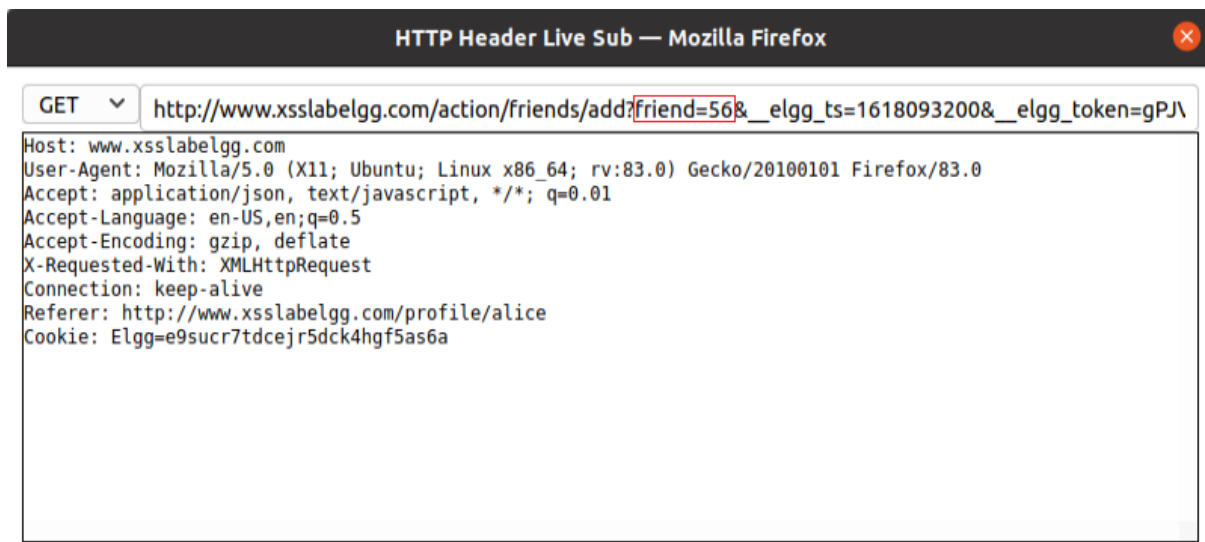 HTTP Header Live Sub — Mozilla Firefox
GET http://www.xsslabelgg.com/action/friends/add?friend=56&__elgg_ts=1618093200&__elgg_token=gPJV
Host: www.xsslabelgg.com
User-Agent: Mozilla/5.0 (X11; Ubuntu; Linux x86_64; rv:83.0) Gecko/20100101 Firefox/83.0
Accept: application/json, text/javascript, */*; q=0.01
Accept-Language: en-US,en;q=0.5
Accept-Encoding: gzip, deflate
X-Requested-With: XMLHttpRequest
Connection: keep-alive
Referer: http://www.xsslabelgg.com/profile/alice
Cookie: Elgg=e9sucr7tdcejr5dck4hgf5as6a